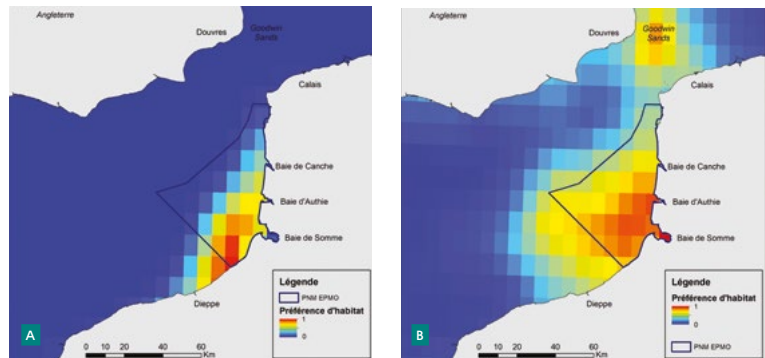 Angleterre
Douvres
Goodwin
Sands
Calais
Baie de Canche
Baie d'Authie
Baie de Somme
Dieppe
Légende
PNM EPMO
Préférence d'habitat
1
0
A
0 10 20 40 60
Km
Angleterre
Douvres
Goodwin
Sands
Calais
Baie de Canche
Baie d'Authie
Baie de Somme
Dieppe
Légende
Préférence d'habitat
1
0
PNM EPMO
B
0 10 20 40 60
Km